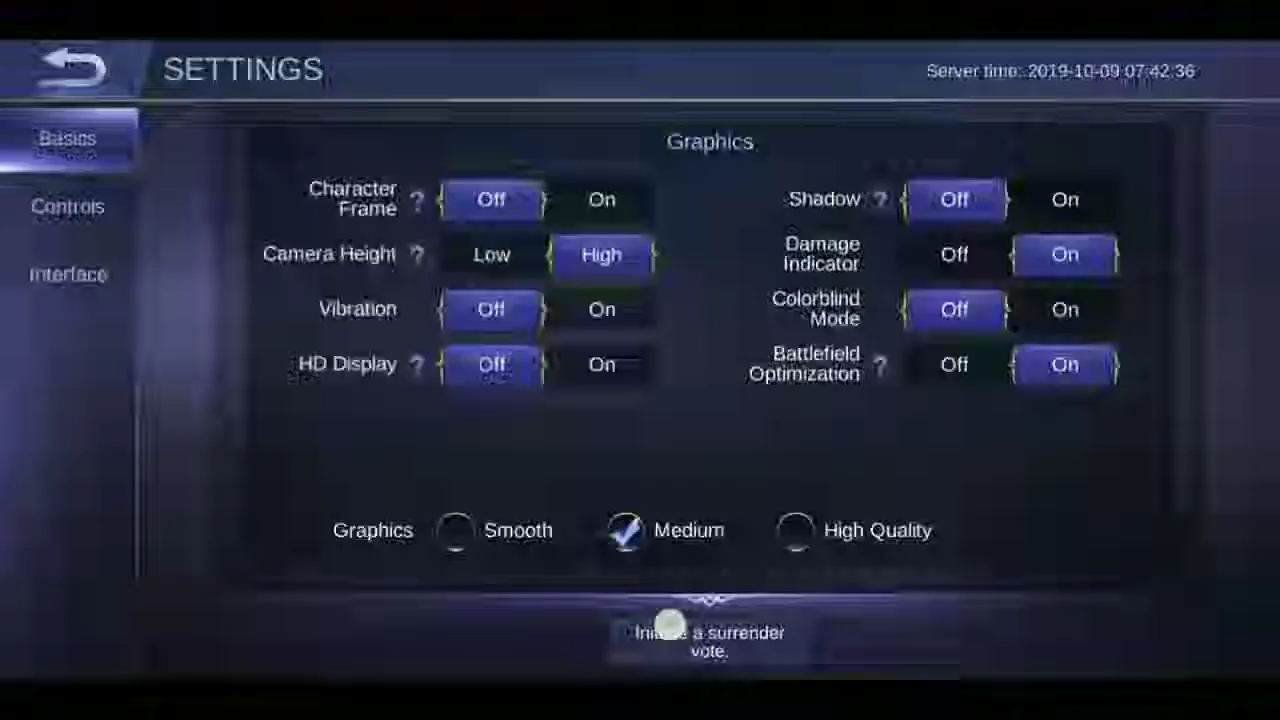 SETTINGS
Server time: 2019-10-09 07:42:36
Basics
Controls
Interface
Graphics
Character
Frame
? Off On
Shadow ? Off On
Camera Height ? Low High
Damage
Indicator
Off On
Vibration Off On
Colorblind
Mode
Off On
HD Display ? Off On
Battlefield
Optimization
? Off On
Graphics Smooth Medium High Quality
a surrender
vote.